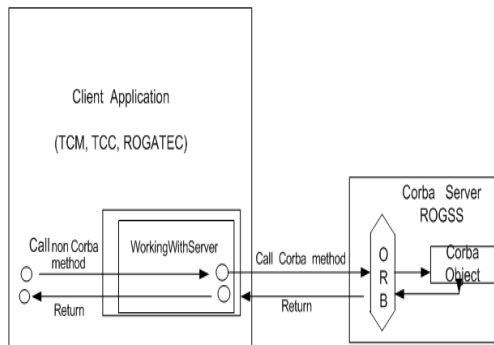 Client Application
(TCM, TCC, ROGATEC)
Corba Server
ROGSS
Call non Corba
method
WorkingWithServer
Call Corba method
O
R
B
Corba
Object
Return
Return